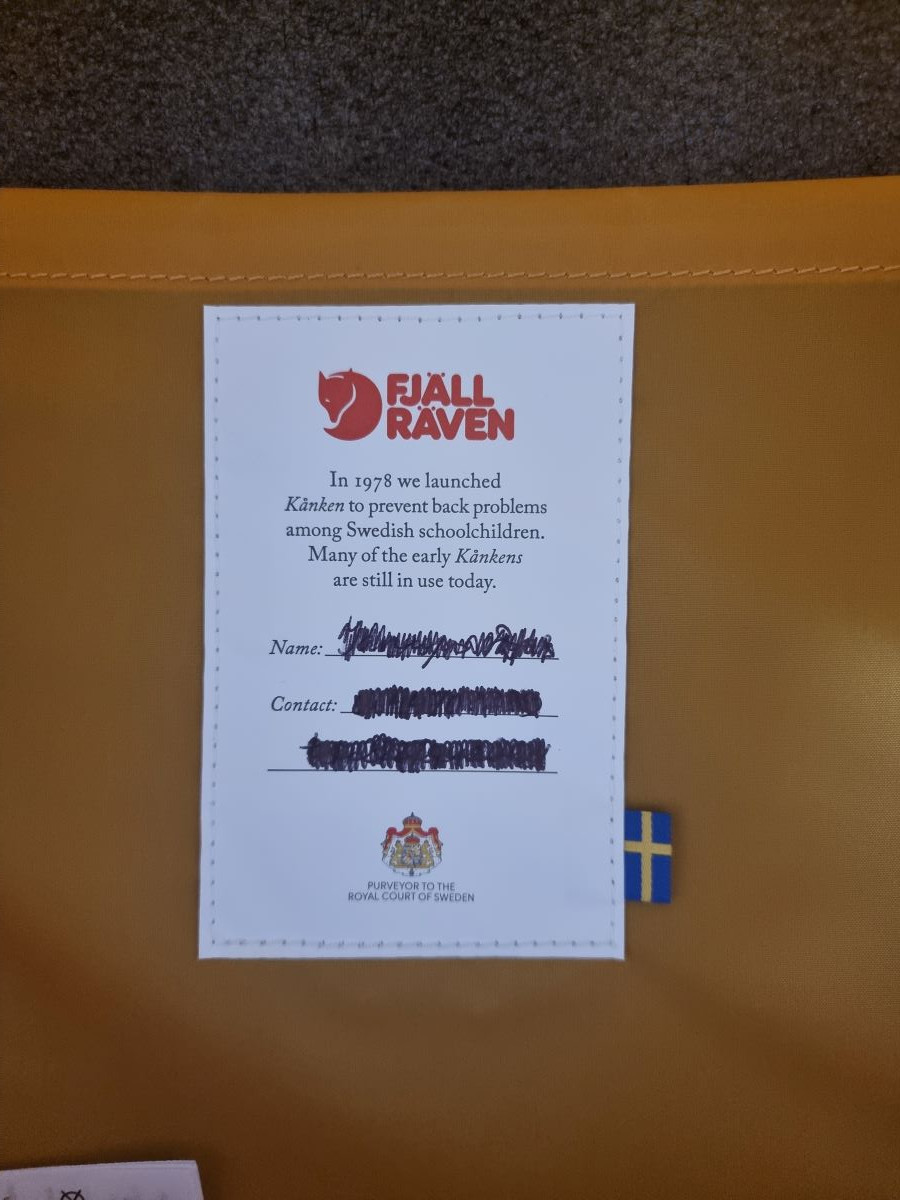 FJÄLL
RÄVEN
In 1978 we launched
Kånken to prevent back problems
among Swedish schoolchildren.
Many of the early Kånkens
are still in use today.
Name:
Contact:
PURVEYOR TO THE
ROYAL COURT OF SWEDEN